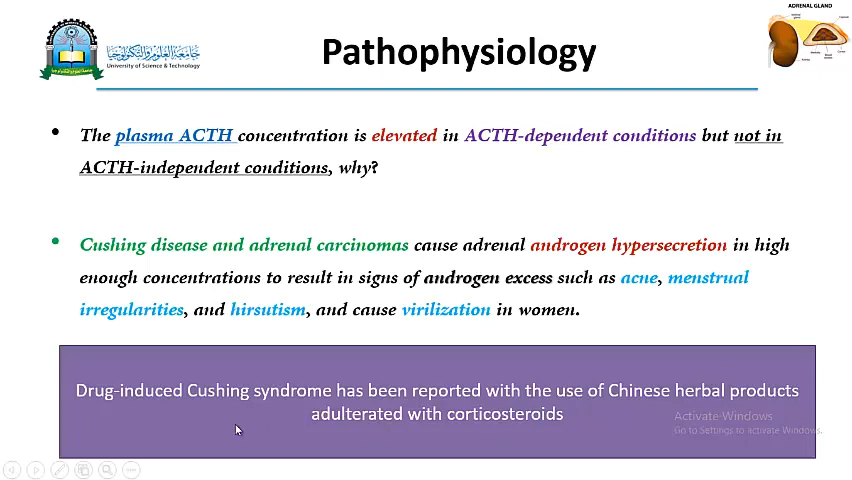 ADRENAL GLAND
جامعة العلوم والتكنولوجيا
University of Science & Technology
Pathophysiology
• The plasma ACTH concentration is elevated in ACTH-dependent conditions but not in
ACTH-independent conditions, why?
• Cushing disease and adrenal carcinomas cause adrenal androgen hypersecretion in high
enough concentrations to result in signs of androgen excess such as acne, menstrual
irregularities, and hirsutism, and cause virilization in women.
Drug-induced Cushing syndrome has been reported with the use of Chinese herbal products
adulterated with corticosteroids
Activate Windows
Go to Settings to activate Windows.